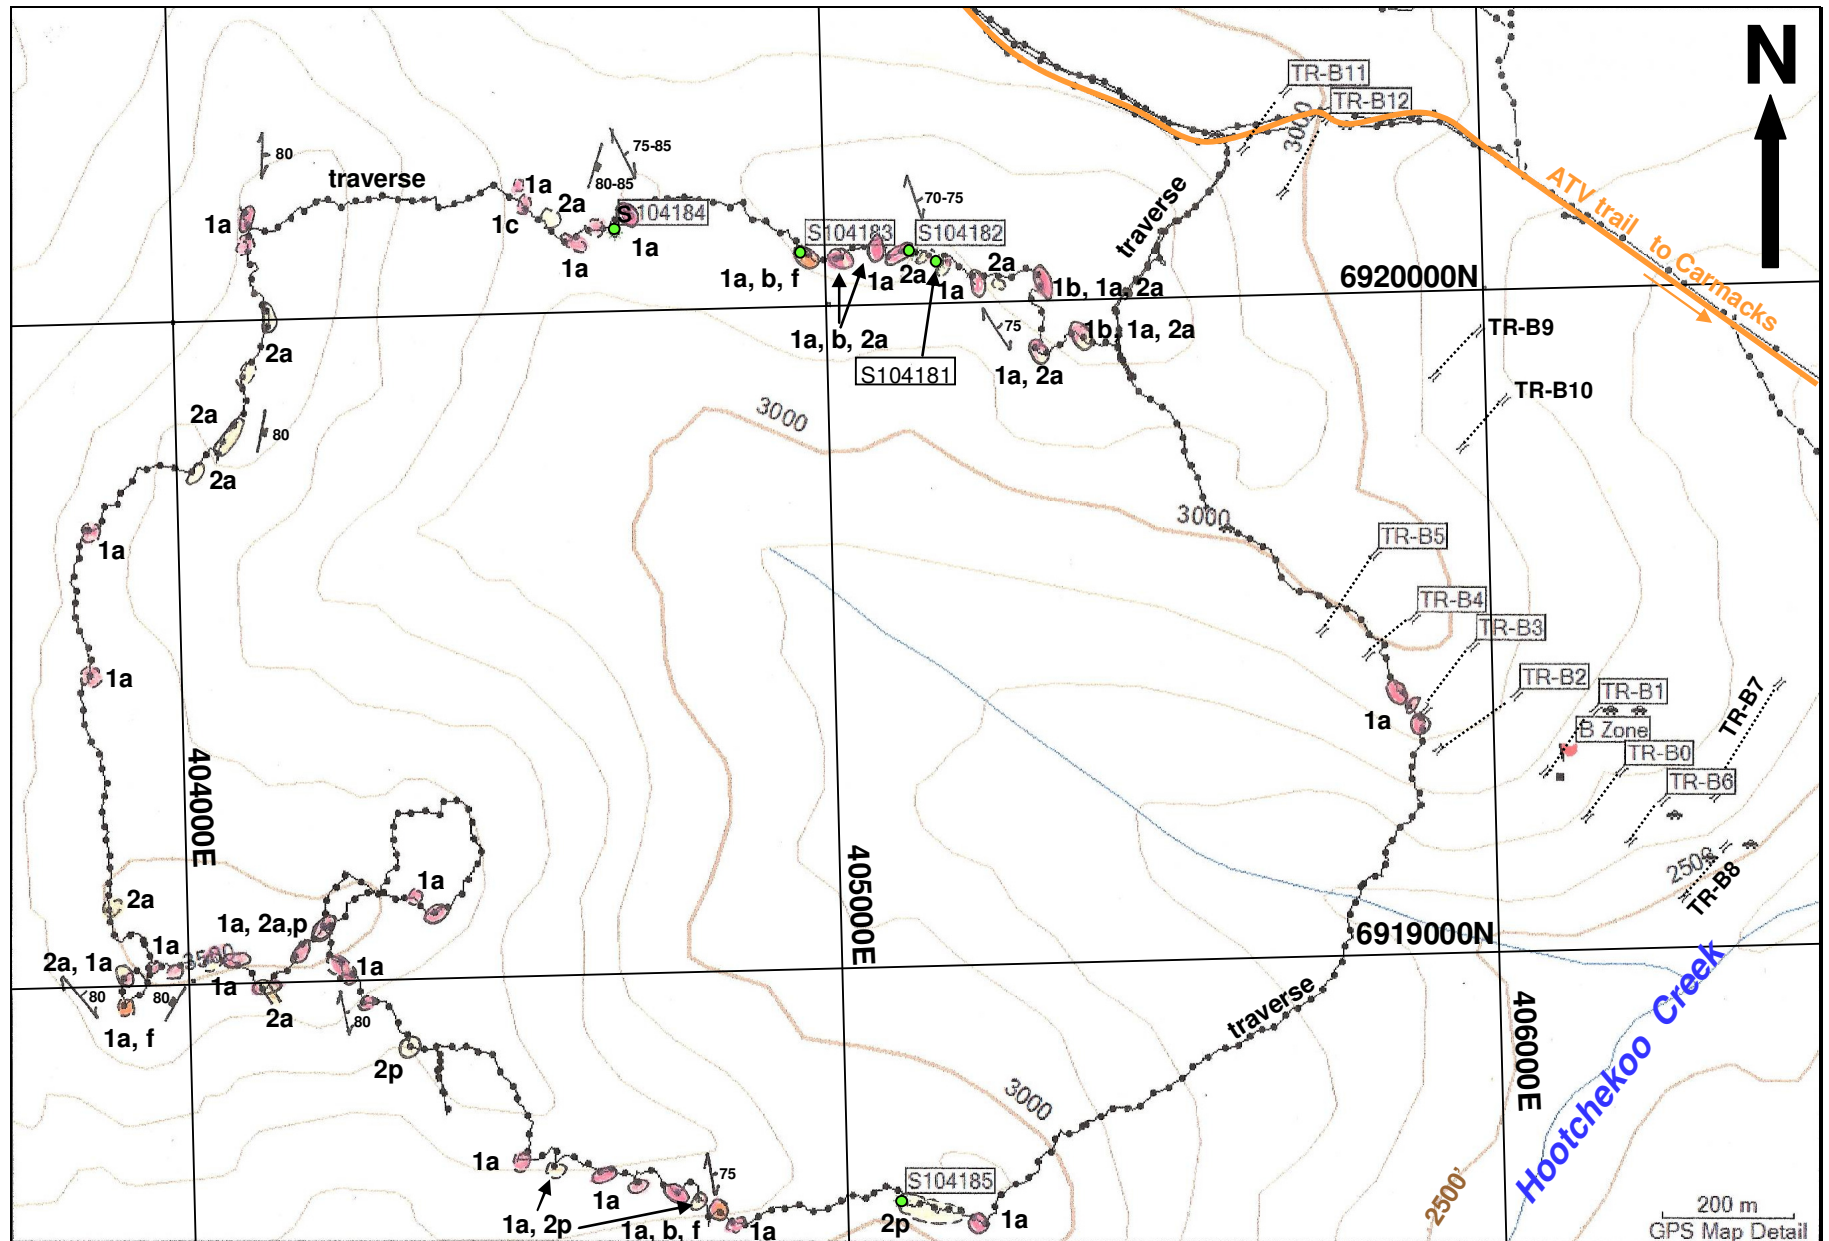 N
TR-B11
TR-B12
3000
80
75-85
80-85
traverse
1a
2a
1c
1a
S104184
1a
1a
70-75
S104183
S104182
traverse
ATV trail to Carmacks
1a, b, f
1a
2a
1a
2a
1b, 1a, 2a
6920000N
1a, b, 2a
75
1b, 1a, 2a
TR-B9
S104181
1a, 2a
2a
TR-B10
2a
80
3000
2a
3000
1a
TR-B5
TR-B4
TR-B3
1a
TR-B2
TR-B1
1a
B Zone
TR-B7
TR-B0
TR-B6
404000E
405000E
2500
TR-B8
2a
1a
1a, 2a,p
1a
2a, 1a
1a
6919000N
80
80
1a
2a
80
1a, f
traverse
406000E
Hootchekoo Creek
2p
3000
1a
75
1a
S104185
1a, 2p
1a, b, f
1a
2p
1a
2500'
200 m
GPS Map Detail